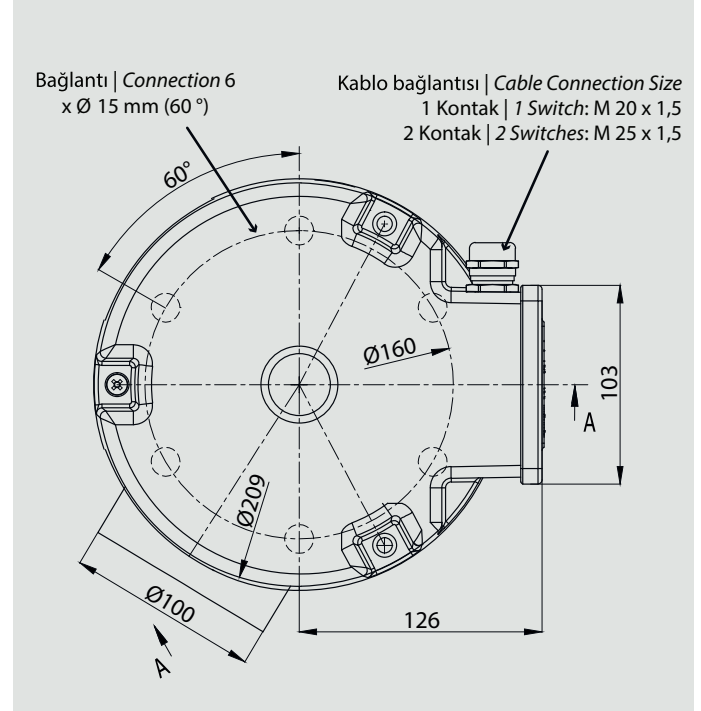 Bağlantı | Connection 6
x Ø 15 mm (60 °)
Kablo bağlantısı | Cable Connection Size
1 Kontak | 1 Switch: M 20 x 1,5
2 Kontak | 2 Switches: M 25 x 1,5
60°
Ø160
103
A
Ø209
Ø100
126
A